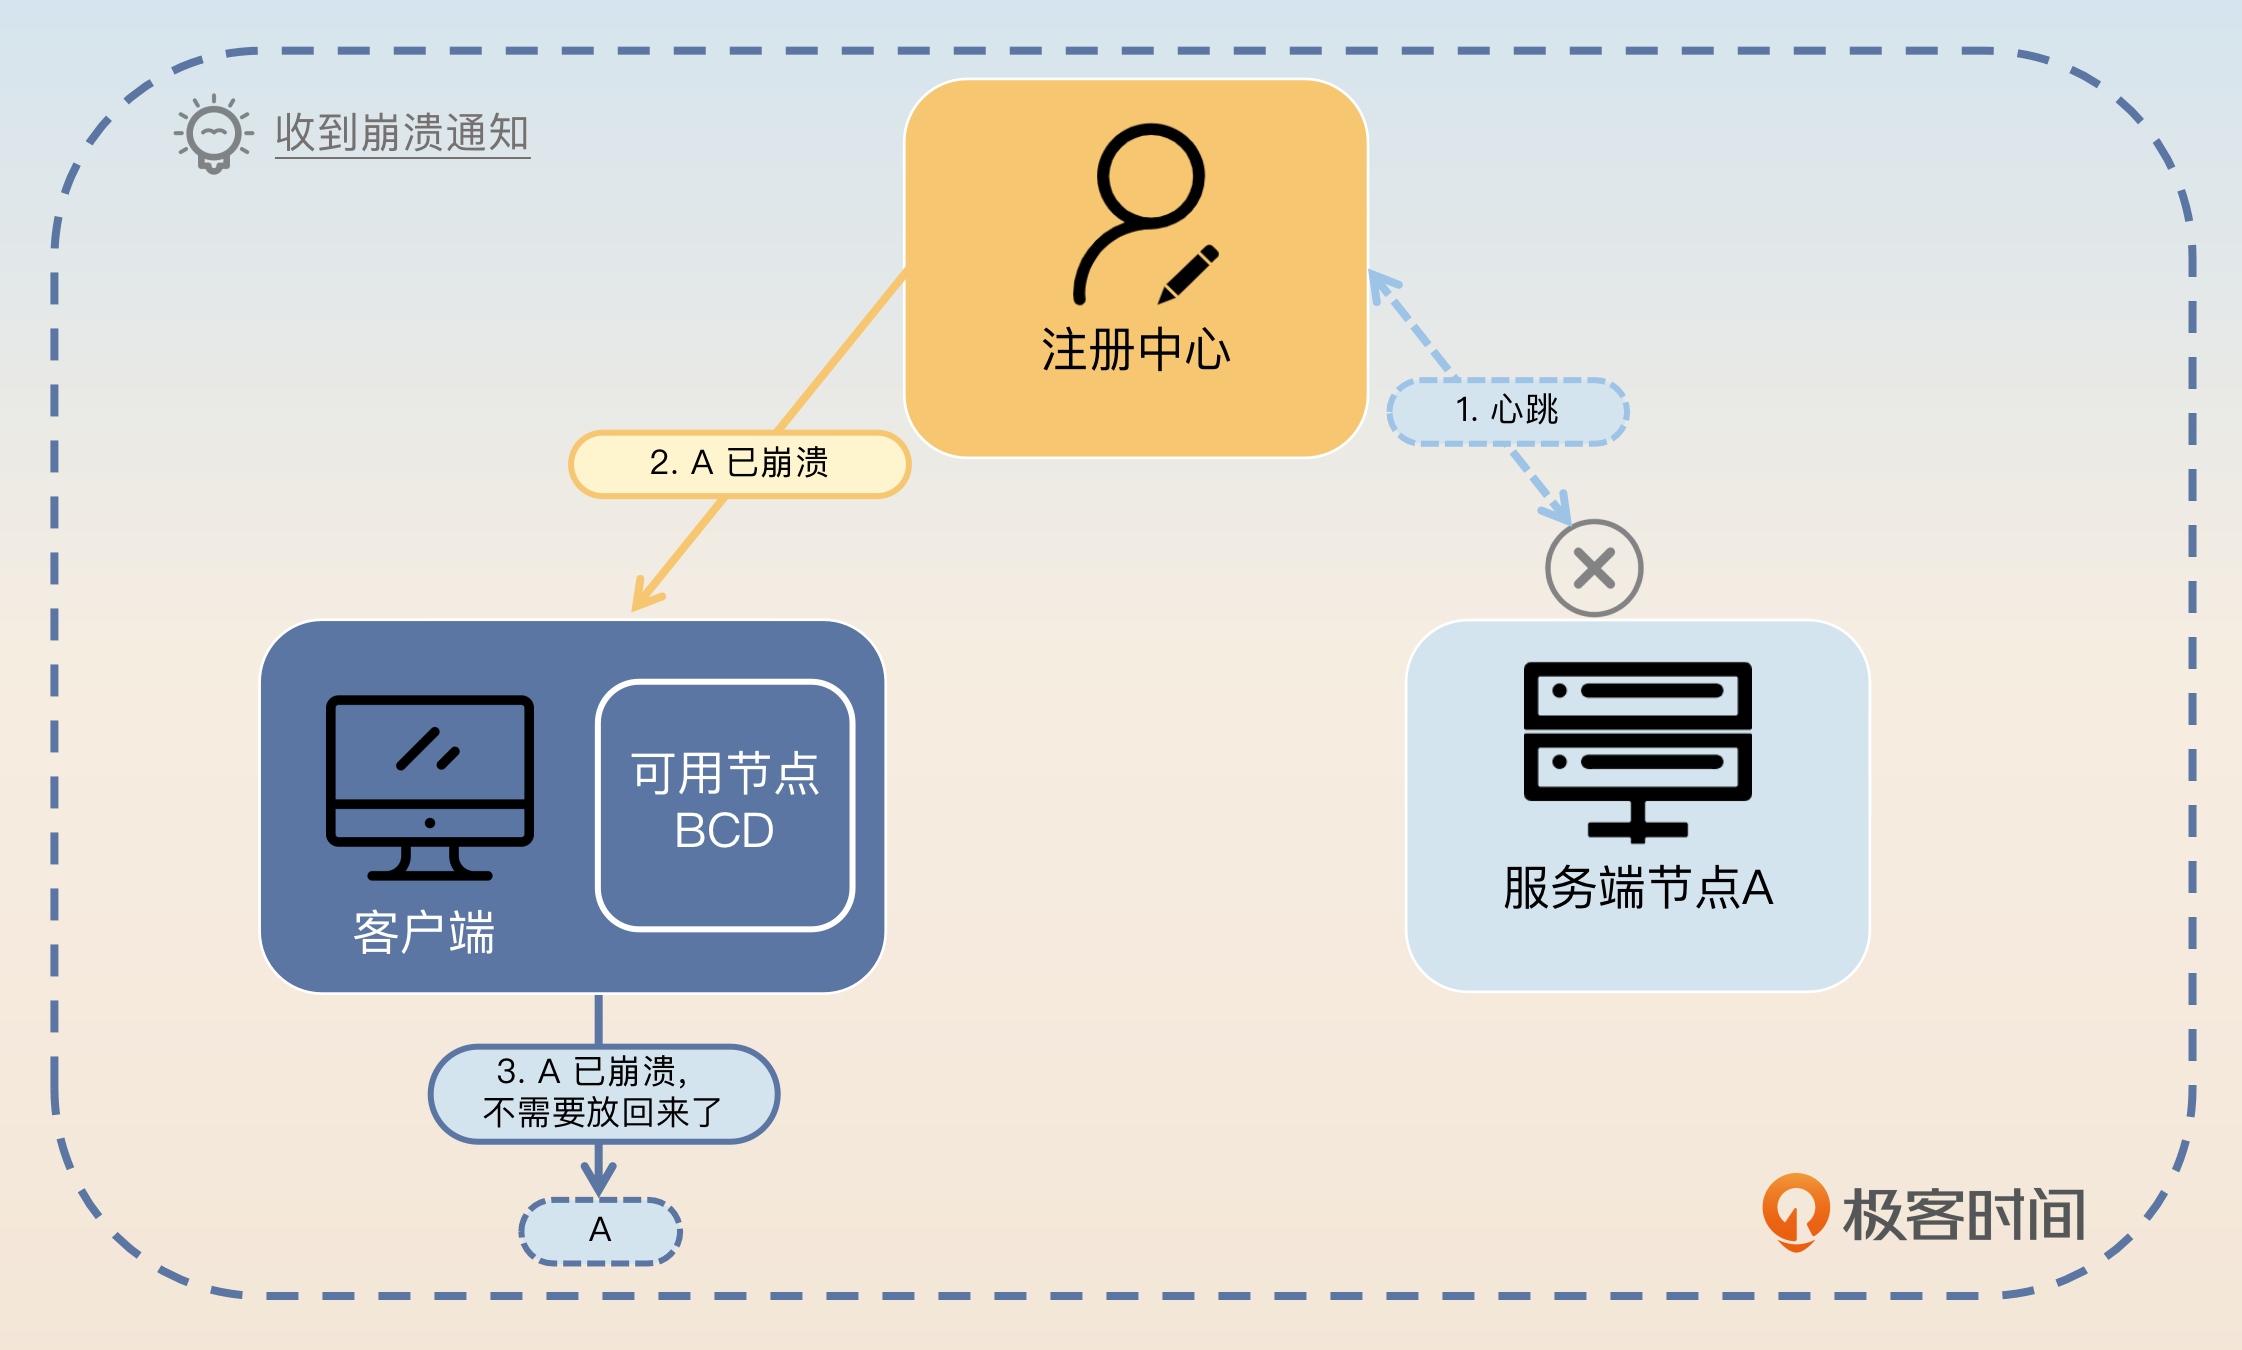 收到崩溃通知
注册中心
1. 心跳
2. A 已崩溃
可用节点
BCD
客户端
服务端节点A
3. A 已崩溃,
不需要放回来了
A
极客时间